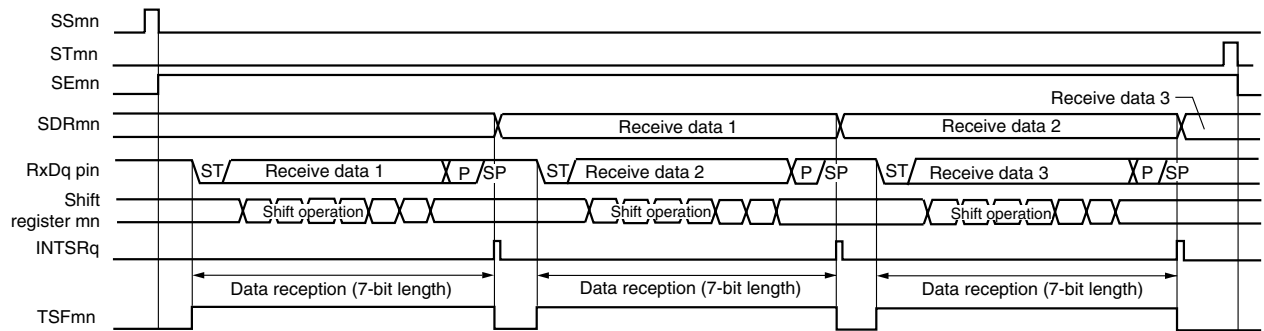 SSmn
STmn
SEmn
Receive data 3
SDRmn
Receive data 1
Receive data 2
RxDq pin
ST
Receive data 1
P
SP
ST
Receive data 2
P
SP
ST
Receive data 3
P
SP
Shift
register mn
Shift operation
Shift operation
Shift operation
INTSRq
Data reception (7-bit length)
Data reception (7-bit length)
Data reception (7-bit length)
TSFmn